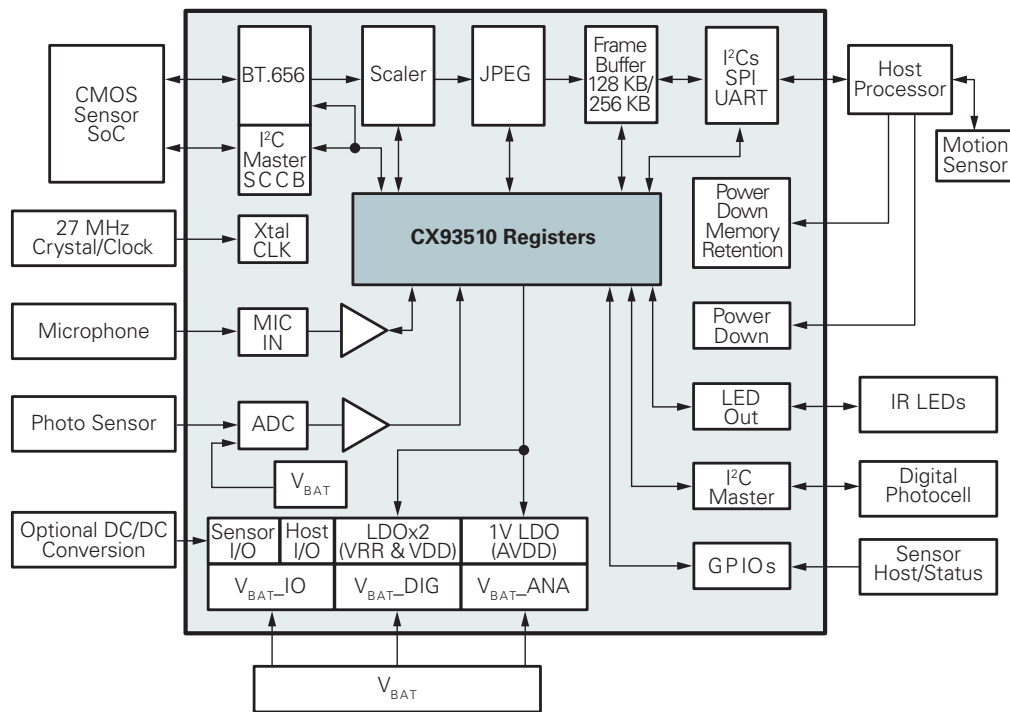 CMOS
Sensor
SoC
BT.656
I²C
Master
SCCB
Scaler
JPEG
Frame
Buffer
128 KB/
256 KB
I²Cs
SPI
UART
Host
Processor
Motion
Sensor
27 MHz
Crystal/Clock
Xtal
CLK
CX93510 Registers
Power
Down
Memory
Retention
Microphone
MIC
IN
Power
Down
Photo Sensor
ADC
LED
Out
IR LEDs
V_BAT
I²C
Master
Digital
Photocell
Optional DC/DC
Conversion
Sensor
I/O
Host
I/O
LDOx2
(VRR & VDD)
1V LDO
(AVDD)
GPIOs
Sensor
Host/Status
V_BAT_IO
V_BAT_DIG
V_BAT_ANA
V_BAT